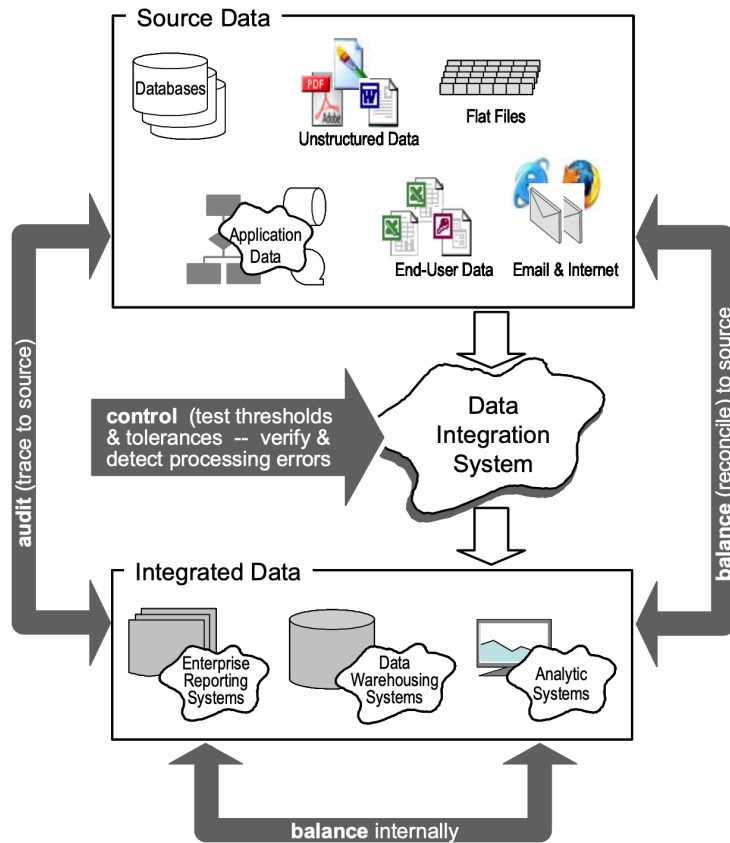 Source Data
Databases
PDF
Adobe
W
Unstructured Data
Flat Files
Application
Data
End-User Data
Email & Internet
audit (trace to source)
balance (reconcile) to source
control (test thresholds
& tolerances -- verify &
detect processing errors
Data
Integration
System
Integrated Data
Enterprise
Reporting
Systems
Data
Warehousing
Systems
Analytic
Systems
balance internally